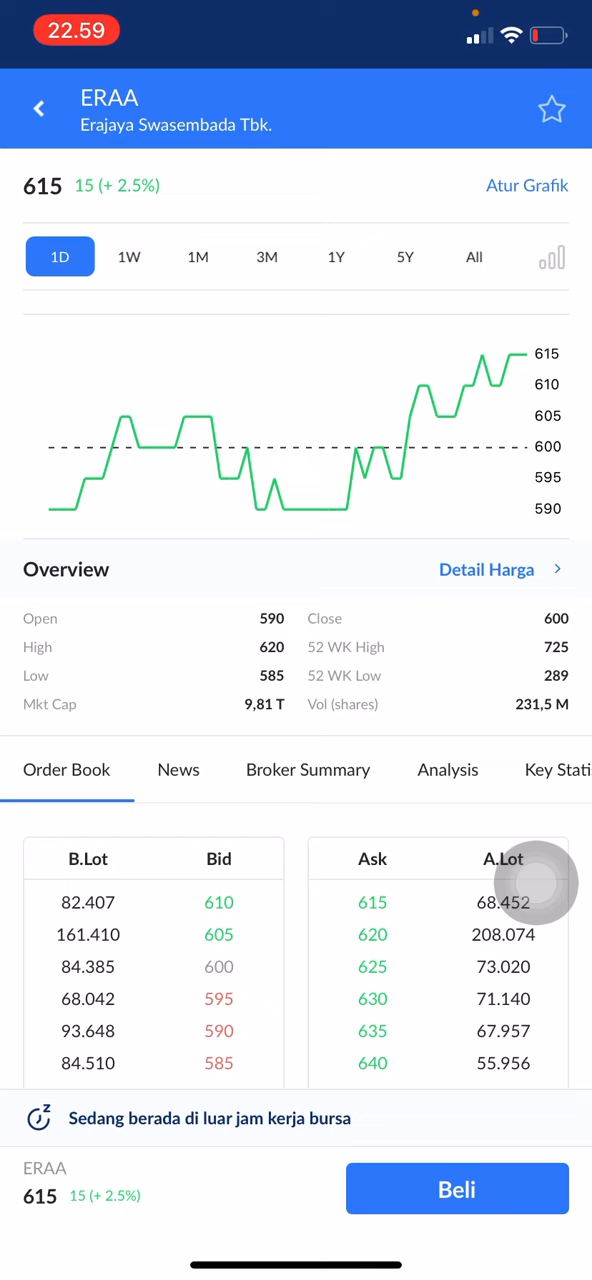 22.59
ERAA
Erajaya Swasembada Tbk.
615 15 (+ 2.5%) Atur Grafik
1D 1W 1M 3M 1Y 5Y All
615
610
605
600
595
590
Overview Detail Harga
Open 590 Close 600
High 620 52 WK High 725
Low 585 52 WK Low 289
Mkt Cap 9,81 T Vol (shares) 231,5 M
Order Book News Broker Summary Analysis Key Stati
B.Lot Bid Ask A.Lot
82.407 610 615 68.452
161.410 605 620 208.074
84.385 600 625 73.020
68.042 595 630 71.140
93.648 590 635 67.957
84.510 585 640 55.956
z
Sedang berada di luar jam kerja bursa
ERAA
615 15 (+ 2.5%)
Beli